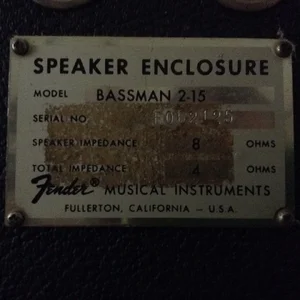 SPEAKER ENCLOSURE
MODEL BASSMAN 2-15
SERIAL NO.
SPEAKER IMPEDANCE 8 OHMS
TOTAL IMPEDANCE 4 OHMS
Fender® MUSICAL INSTRUMENTS
FULLERTON, CALIFORNIA — U.S.A.